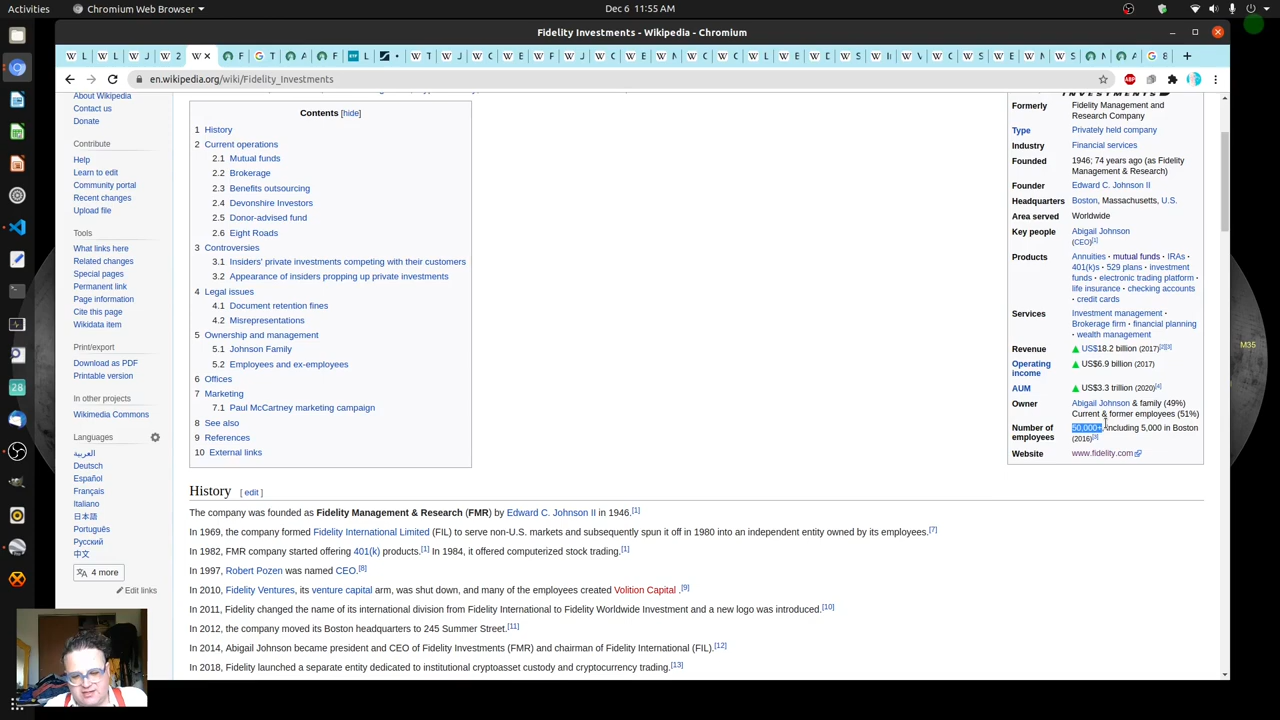 Chromium Web Browser
Dec 6 11:55 AM
Fidelity Investments - Wikipedia - Chromium
en.wikipedia.org/wiki/Fidelity_Investments
About Wikipedia
Contact us
Donate
Contribute
Help
Learn to edit
Community portal
Recent changes
Upload file
Tools
What links here
Related changes
Special pages
Permanent link
Page information
Cite this page
Wikidata item
Print/export
Download as PDF
Printable version
In other projects
Wikimedia Commons
Languages
العربية
Deutsch
Español
Français
Italiano
日本語
Português
Русский
中文
4 more
Edit links
Contents [hide]
1 History
2 Current operations
2.1 Mutual funds
2.2 Brokerage
2.3 Benefits outsourcing
2.4 Devonshire Investors
2.5 Donor-advised fund
2.6 Eight Roads
3 Controversies
3.1 Insiders' private investments competing with their customers
3.2 Appearance of insiders propping up private investments
4 Legal issues
4.1 Document retention fines
4.2 Misrepresentations
5 Ownership and management
5.1 Johnson Family
5.2 Employees and ex-employees
6 Offices
7 Marketing
7.1 Paul McCartney marketing campaign
8 See also
9 References
10 External links
History [ edit ]
The company was founded as Fidelity Management & Research (FMR) by Edward C. Johnson II in 1946.[1]
In 1969, the company formed Fidelity International Limited (FIL) to serve non-U.S. markets and subsequently spun it off in 1980 into an independent entity owned by its employees.[7]
In 1982, FMR company started offering 401(k) products.[1] In 1984, it offered computerized stock trading.[1]
In 1997, Robert Pozen was named CEO.[8]
In 2010, Fidelity Ventures, its venture capital arm, was shut down, and many of the employees created Volition Capital .[9]
In 2011, Fidelity changed the name of its international division from Fidelity International to Fidelity Worldwide Investment and a new logo was introduced.[10]
In 2012, the company moved its Boston headquarters to 245 Summer Street.[11]
In 2014, Abigail Johnson became president and CEO of Fidelity Investments (FMR) and chairman of Fidelity International (FIL).[12]
In 2018, Fidelity launched a separate entity dedicated to institutional cryptoasset custody and cryptocurrency trading.[13]
Formerly Fidelity Management and
Research Company
Type Privately held company
Industry Financial services
Founded 1946; 74 years ago (as Fidelity
Management & Research)
Founder Edward C. Johnson II
Headquarters Boston, Massachusetts, U.S.
Area served Worldwide
Key people Abigail Johnson
(CEO)[1]
Products Annuities · mutual funds · IRAs
401(k)s · 529 plans · investment
funds · electronic trading platform ·
life insurance · checking accounts
· credit cards
Services Investment management ·
Brokerage firm · financial planning
· wealth management
Revenue ▲ US$18.2 billion (2017)[2][3]
Operating ▲ US$6.9 billion (2017)
income
AUM ▲ US$3.3 trillion (2020)[4]
Owner Abigail Johnson & family (49%)
Current & former employees (51%)
Number of 50,000+, including 5,000 in Boston
employees (2016)[3]
Website www.fidelity.com
M35
28